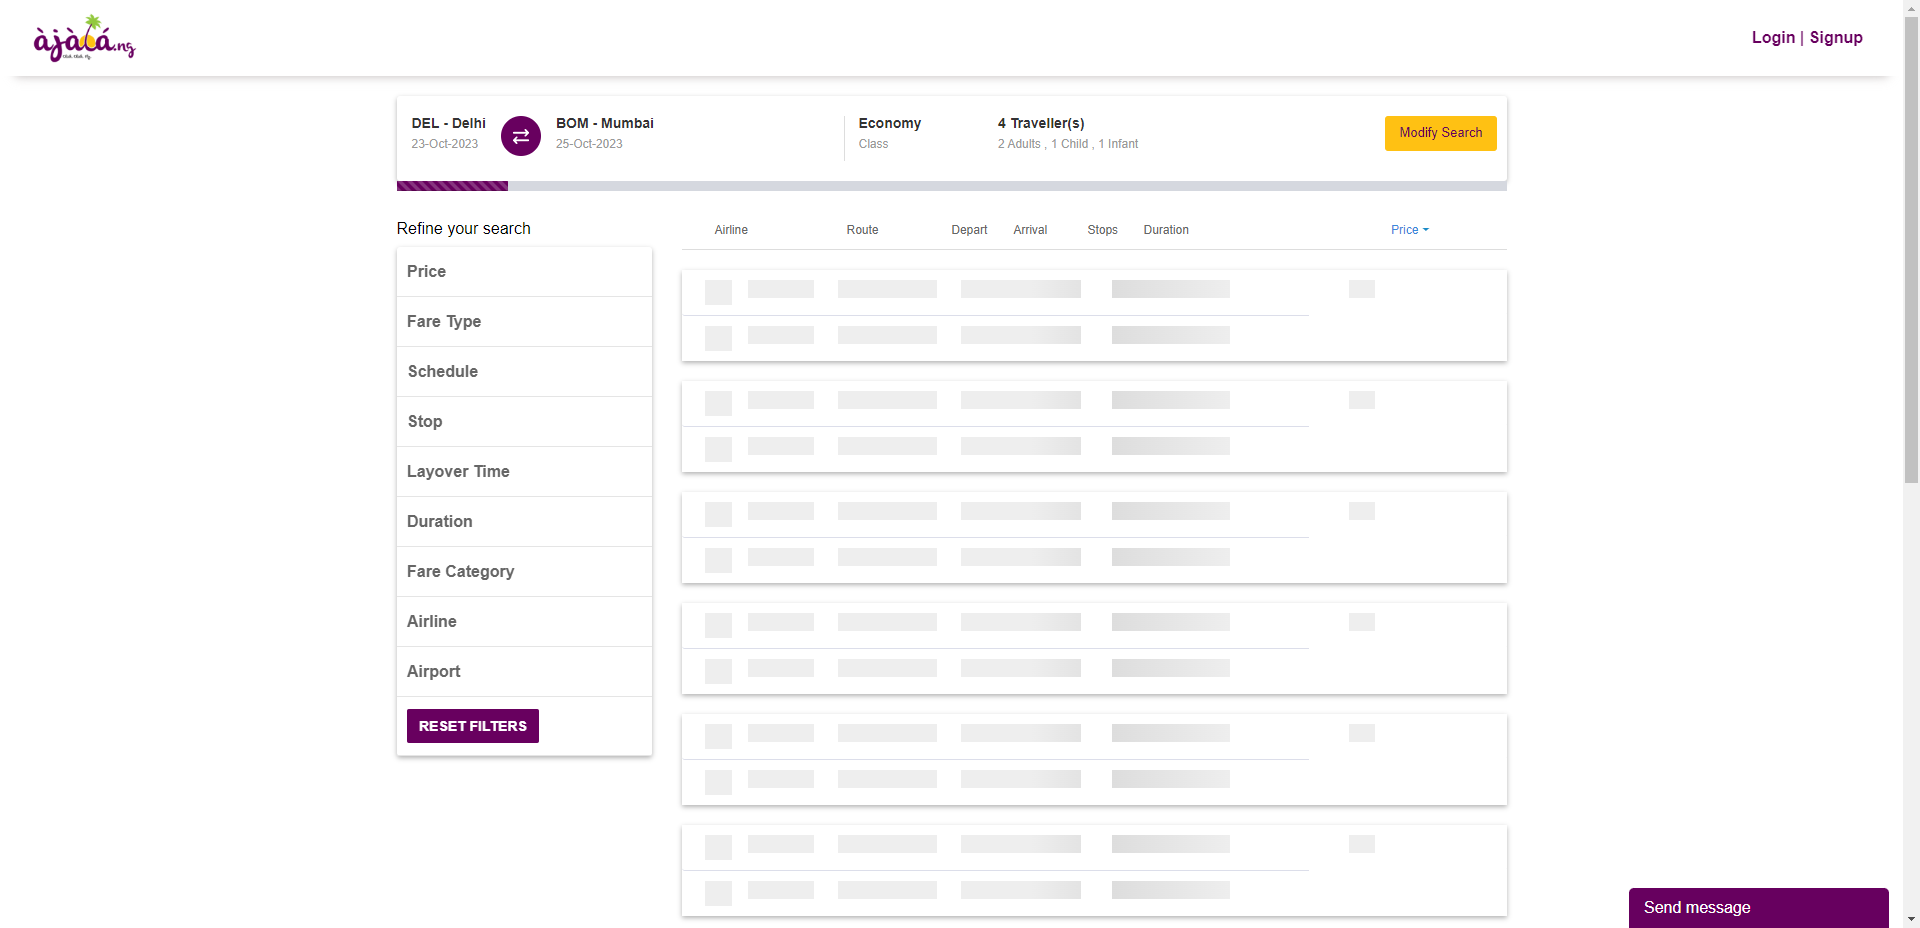 àjàlá.ng
Login | Signup
DEL - Delhi
23-Oct-2023
BOM - Mumbai
25-Oct-2023
Economy
Class
4 Traveller(s)
2 Adults , 1 Child , 1 Infant
Modify Search
Refine your search
Price
Fare Type
Schedule
Stop
Layover Time
Duration
Fare Category
Airline
Airport
RESET FILTERS
Airline Route Depart Arrival Stops Duration Price
Send message